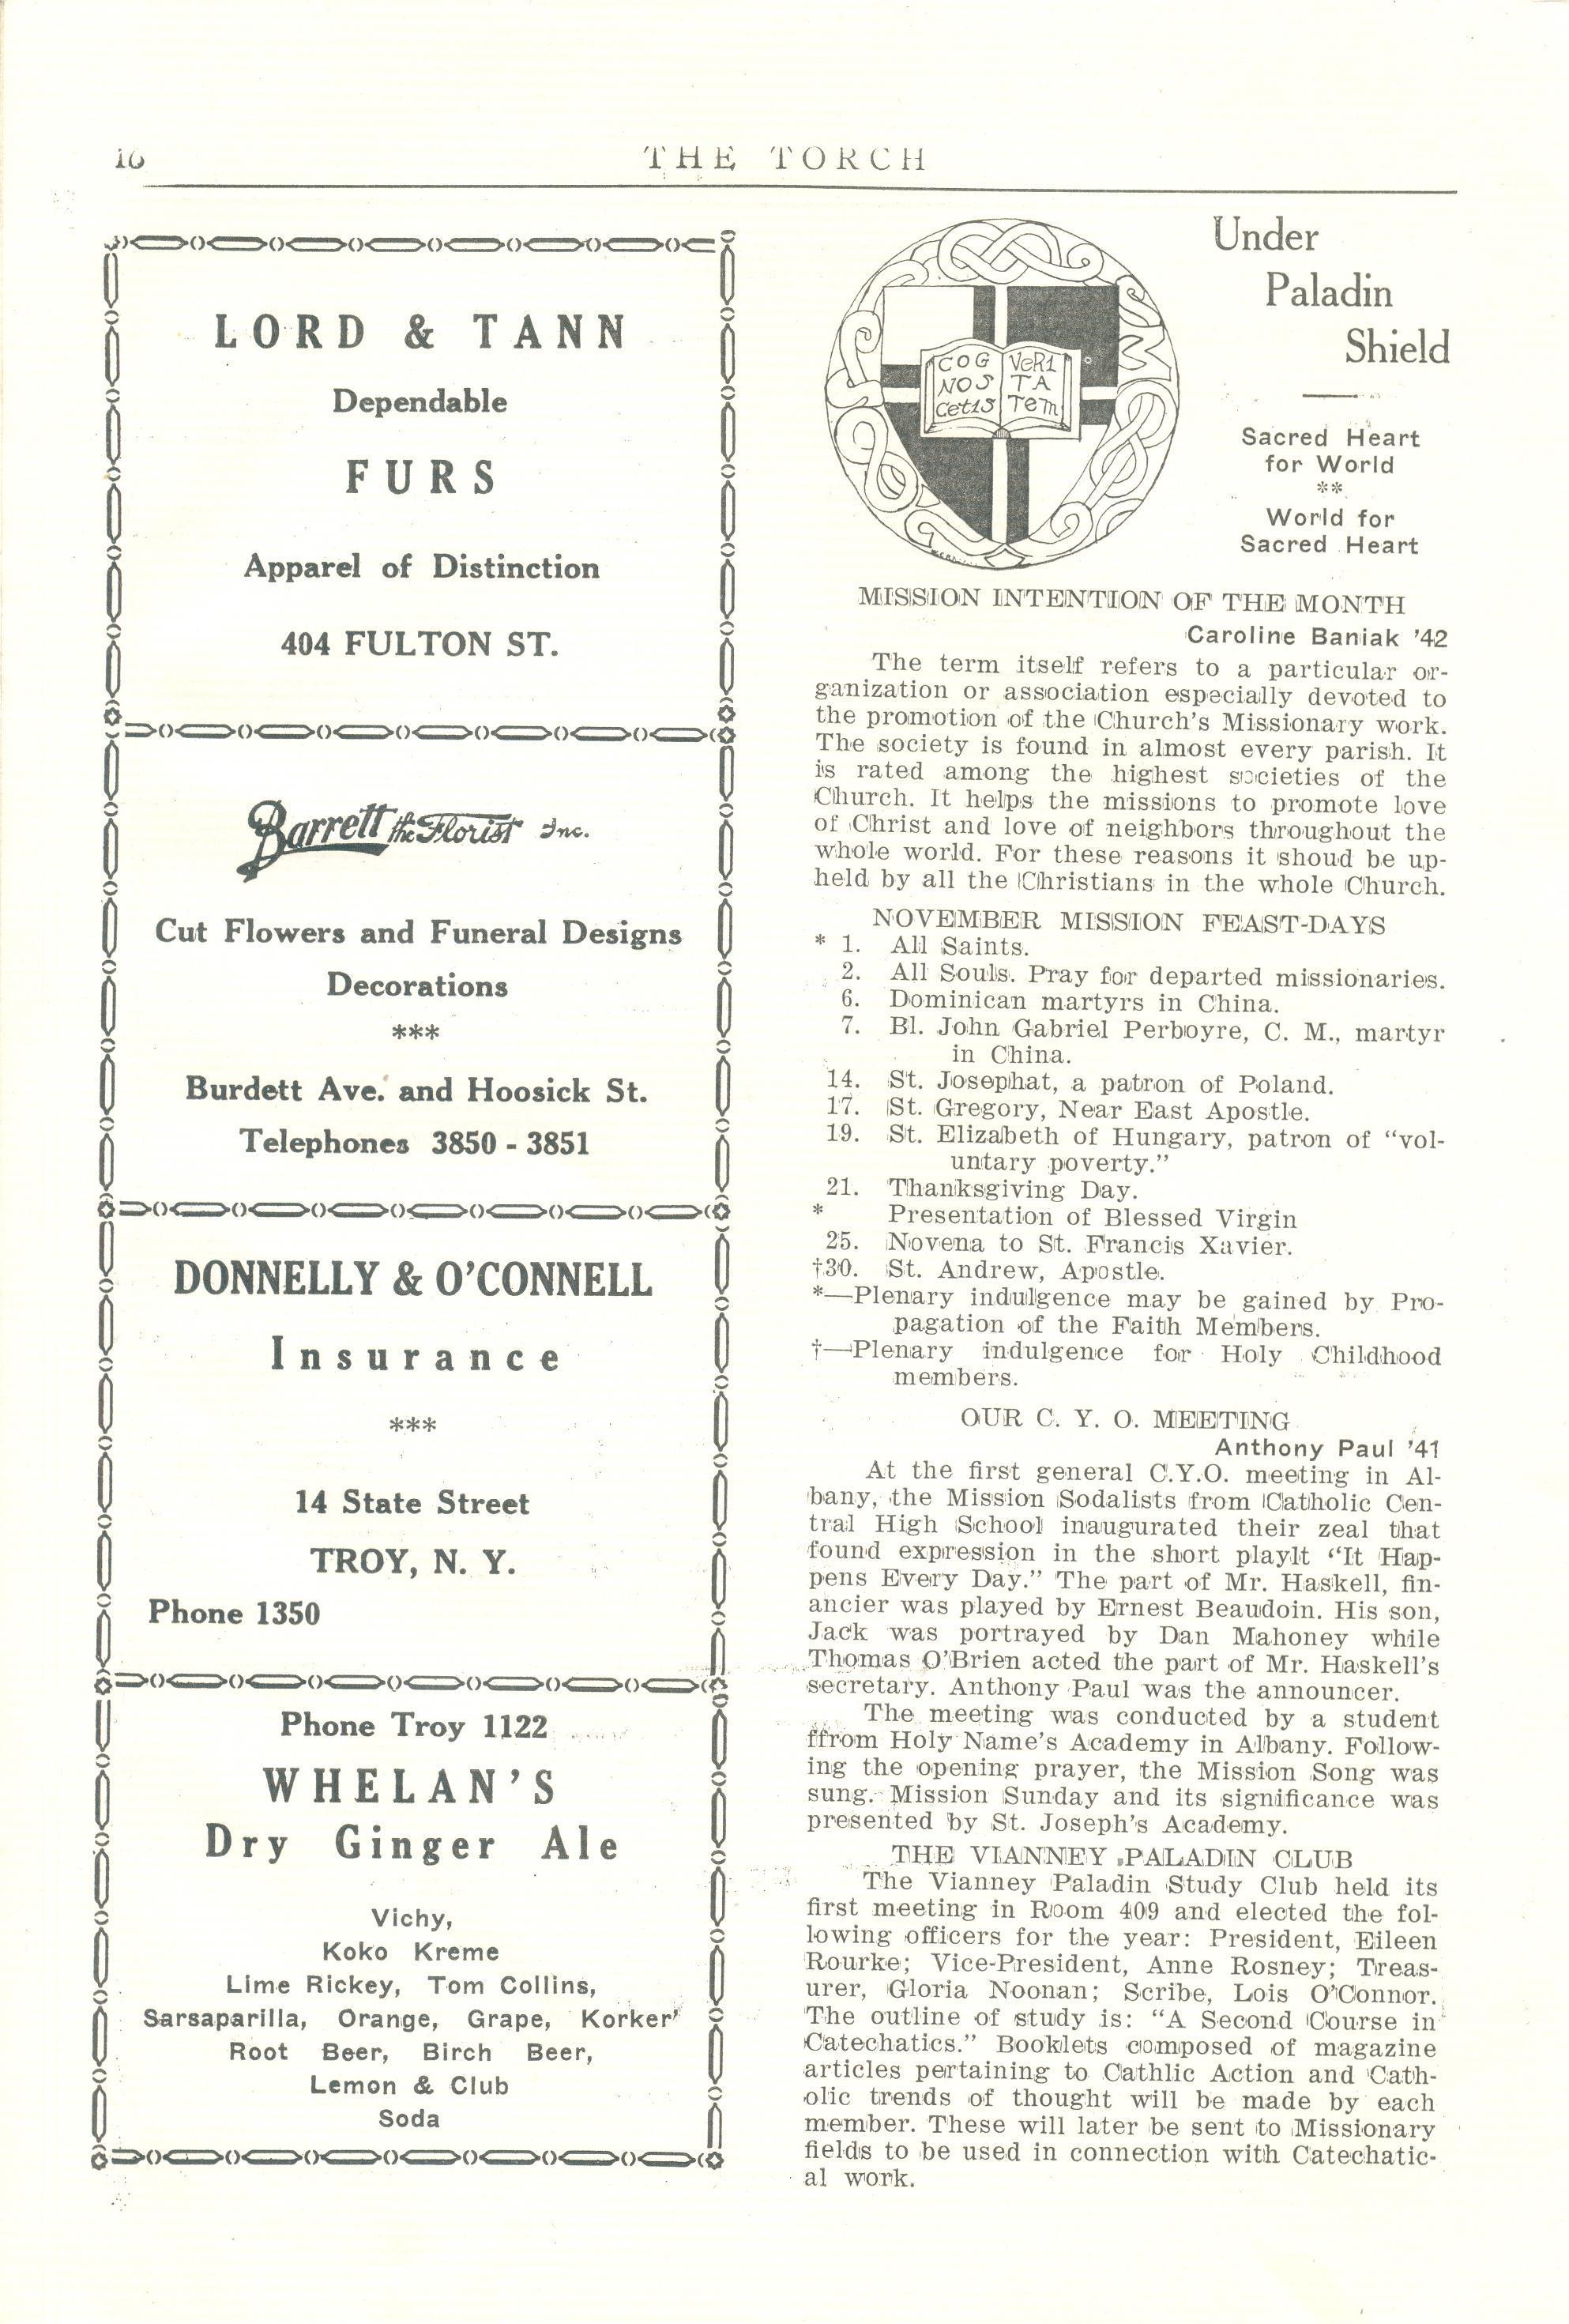 16
THE TORCH
LORD & TANN
Dependable
FURS
Apparel of Distinction
404 FULTON ST.
Barrett the Florist Inc.
Cut Flowers and Funeral Designs
Decorations
***
Burdett Ave. and Hoosick St.
Telephones 3850 - 3851
DONNELLY & O'CONNELL
Insurance
***
14 State Street
TROY, N. Y.
Phone 1350
Phone Troy 1122
WHELAN'S
Dry Ginger Ale
Vichy,
Koko Kreme
Lime Rickey, Tom Collins,
Sarsaparilla, Orange, Grape, Korker'
Root Beer, Birch Beer,
Lemon & Club
Soda
COG
NOS
Cetis
VeRI
TA
Tem
Under
Paladin
Shield
Sacred Heart
for World
**
World for
Sacred Heart
MISSION INTENTION OF THE MONTH
Caroline Baniak '42
The term itself refers to a particular or-
ganization or association especially devoted to
the promotion of the Church's Missionary work.
The society is found in almost every parish. It
is rated among the highest societies of the
Church. It helps the missions to promote love
of Christ and love of neighbors throughout the
whole world. For these reasons it shoud be up-
held by all the Christians in the whole Church.
NOVEMBER MISSION FEAST-DAYS
* 1. All Saints.
2. All Souls. Pray for departed missionaries.
6. Dominican martyrs in China.
7. Bl. John Gabriel Perboyre, C. M., martyr
in China.
14. St. Josephat, a patron of Poland.
17. St. Gregory, Near East Apostle.
19. St. Elizabeth of Hungary, patron of "vol-
untary poverty."
21. Thanksgiving Day.
* Presentation of Blessed Virgin
25. Novena to St. Francis Xavier.
†30. St. Andrew, Apostle.
*—Plenary indulgence may be gained by Pro-
pagation of the Faith Members.
†—Plenary indulgence for Holy Childhood
members.
OUR C. Y. O. MEETING
Anthony Paul '41
At the first general C.Y.O. meeting in Al-
bany, the Mission Sodalists from Catholic Cen-
tral High School inaugurated their zeal that
found expression in the short playlt "It Hap-
pens Every Day." The part of Mr. Haskell, fin-
ancier was played by Ernest Beaudoin. His son,
Jack was portrayed by Dan Mahoney while
Thomas O'Brien acted the part of Mr. Haskell's
secretary. Anthony Paul was the announcer.
The meeting was conducted by a student
ffrom Holy Name's Academy in Albany. Follow-
ing the opening prayer, the Mission Song was
sung. Mission Sunday and its significance was
presented by St. Joseph's Academy.
THE VIANNEY PALADIN CLUB
The Vianney Paladin Study Club held its
first meeting in Room 409 and elected the fol-
lowing officers for the year: President, Eileen
Rourke; Vice-President, Anne Rosney; Treas-
urer, Gloria Noonan; Scribe, Lois O'Connor.
The outline of study is: "A Second Course in
Catechatics." Booklets composed of magazine
articles pertaining to Cathlic Action and Cath-
olic trends of thought will be made by each
member. These will later be sent to Missionary
fields to be used in connection with Catechatic-
al work.